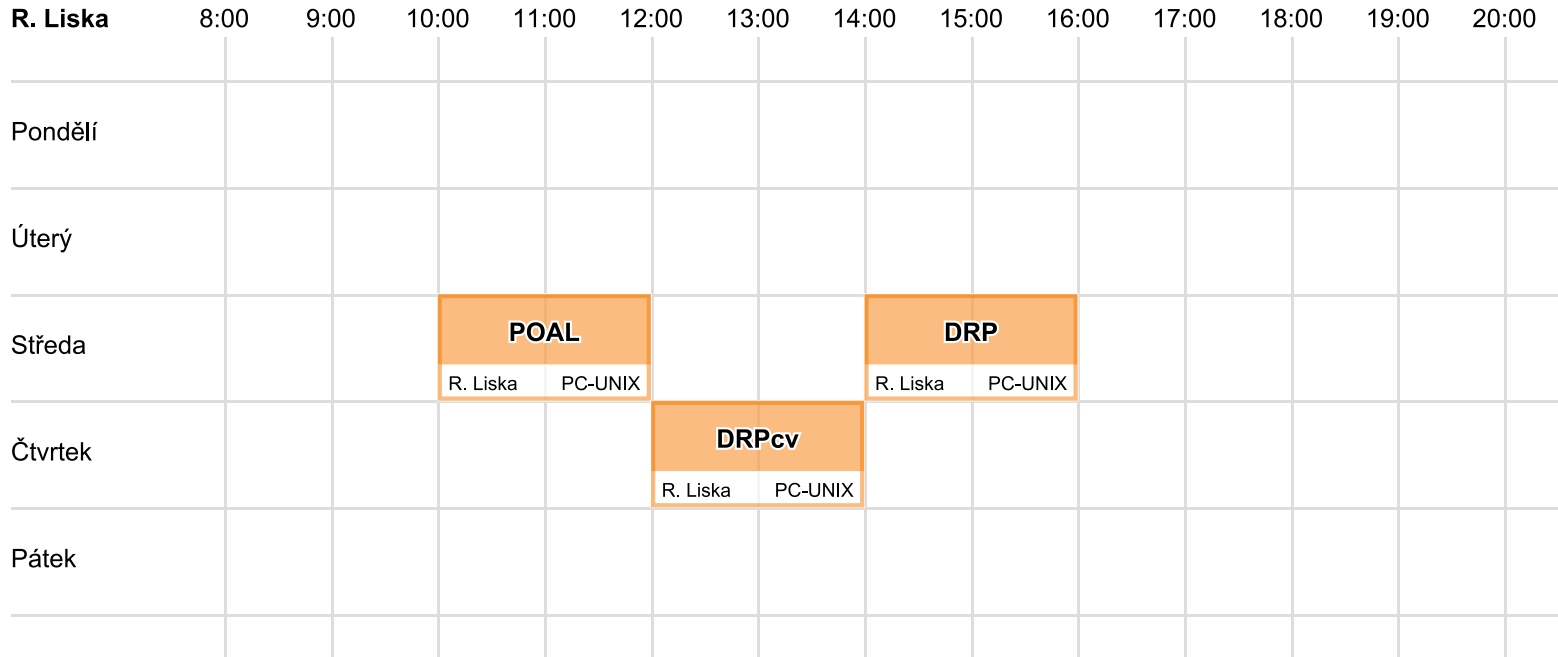 R. Liska 8:00 9:00 10:00 11:00 12:00 13:00 14:00 15:00 16:00 17:00 18:00 19:00 20:00
Pondělí
Úterý
Středa
POAL
R. Liska PC-UNIX
DRP
R. Liska PC-UNIX
Čtvrtek
DRPcv
R. Liska PC-UNIX
Pátek